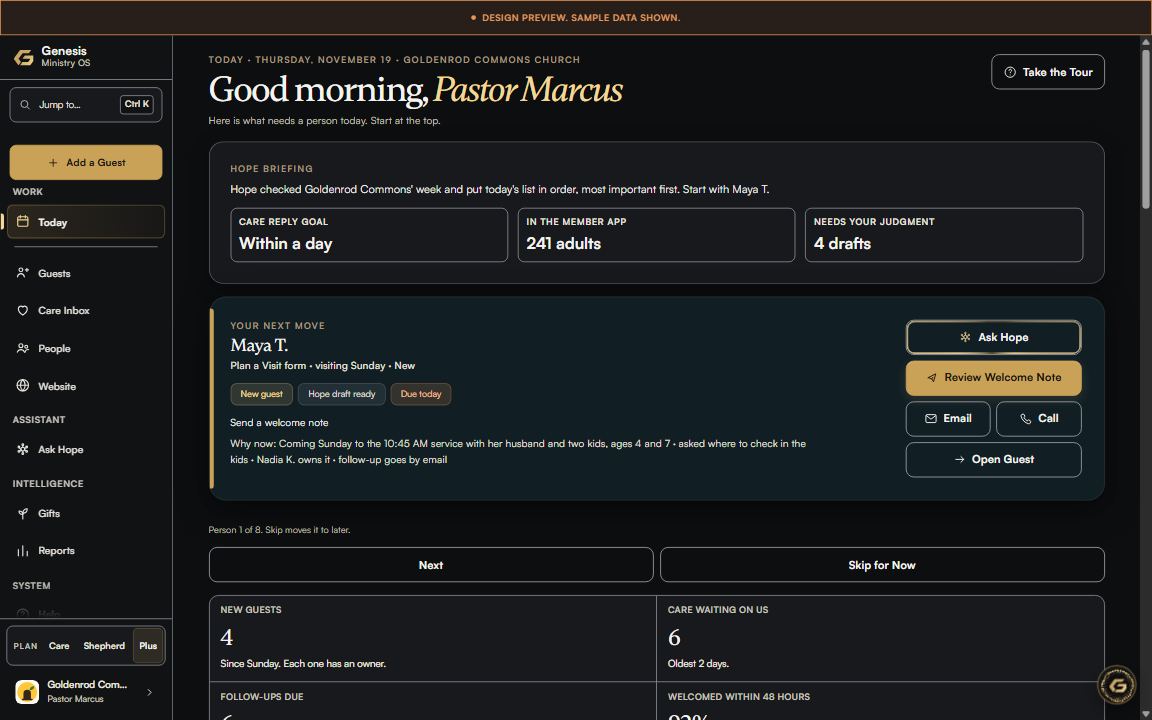 DESIGN PREVIEW. SAMPLE DATA SHOWN.
Genesis
Ministry OS
Jump to...
Ctrl K
Add a Guest
WORK
Today
Guests
Care Inbox
People
Website
ASSISTANT
Ask Hope
INTELLIGENCE
Gifts
Reports
SYSTEM
Help
PLAN
Care
Shepherd
Plus
Goldenrod Com...
Pastor Marcus
TODAY · THURSDAY, NOVEMBER 19 · GOLDENROD COMMONS CHURCH
Good morning, Pastor Marcus
Here is what needs a person today. Start at the top.
Take the Tour
HOPE BRIEFING
Hope checked Goldenrod Commons' week and put today's list in order, most important first. Start with Maya T.
CARE REPLY GOAL
Within a day
IN THE MEMBER APP
241 adults
NEEDS YOUR JUDGMENT
4 drafts
YOUR NEXT MOVE
Maya T.
Plan a Visit form · visiting Sunday · New
New guest
Hope draft ready
Due today
Send a welcome note
Why now: Coming Sunday to the 10:45 AM service with her husband and two kids, ages 4 and 7 · asked where to check in the
kids · Nadia K. owns it · follow-up goes by email
Ask Hope
Review Welcome Note
Email
Call
Open Guest
Person 1 of 8. Skip moves it to later.
Next
Skip for Now
NEW GUESTS
4
Since Sunday. Each one has an owner.
CARE WAITING ON US
6
Oldest 2 days.
FOLLOW-UPS DUE
WELCOMED WITHIN 48 HOURS